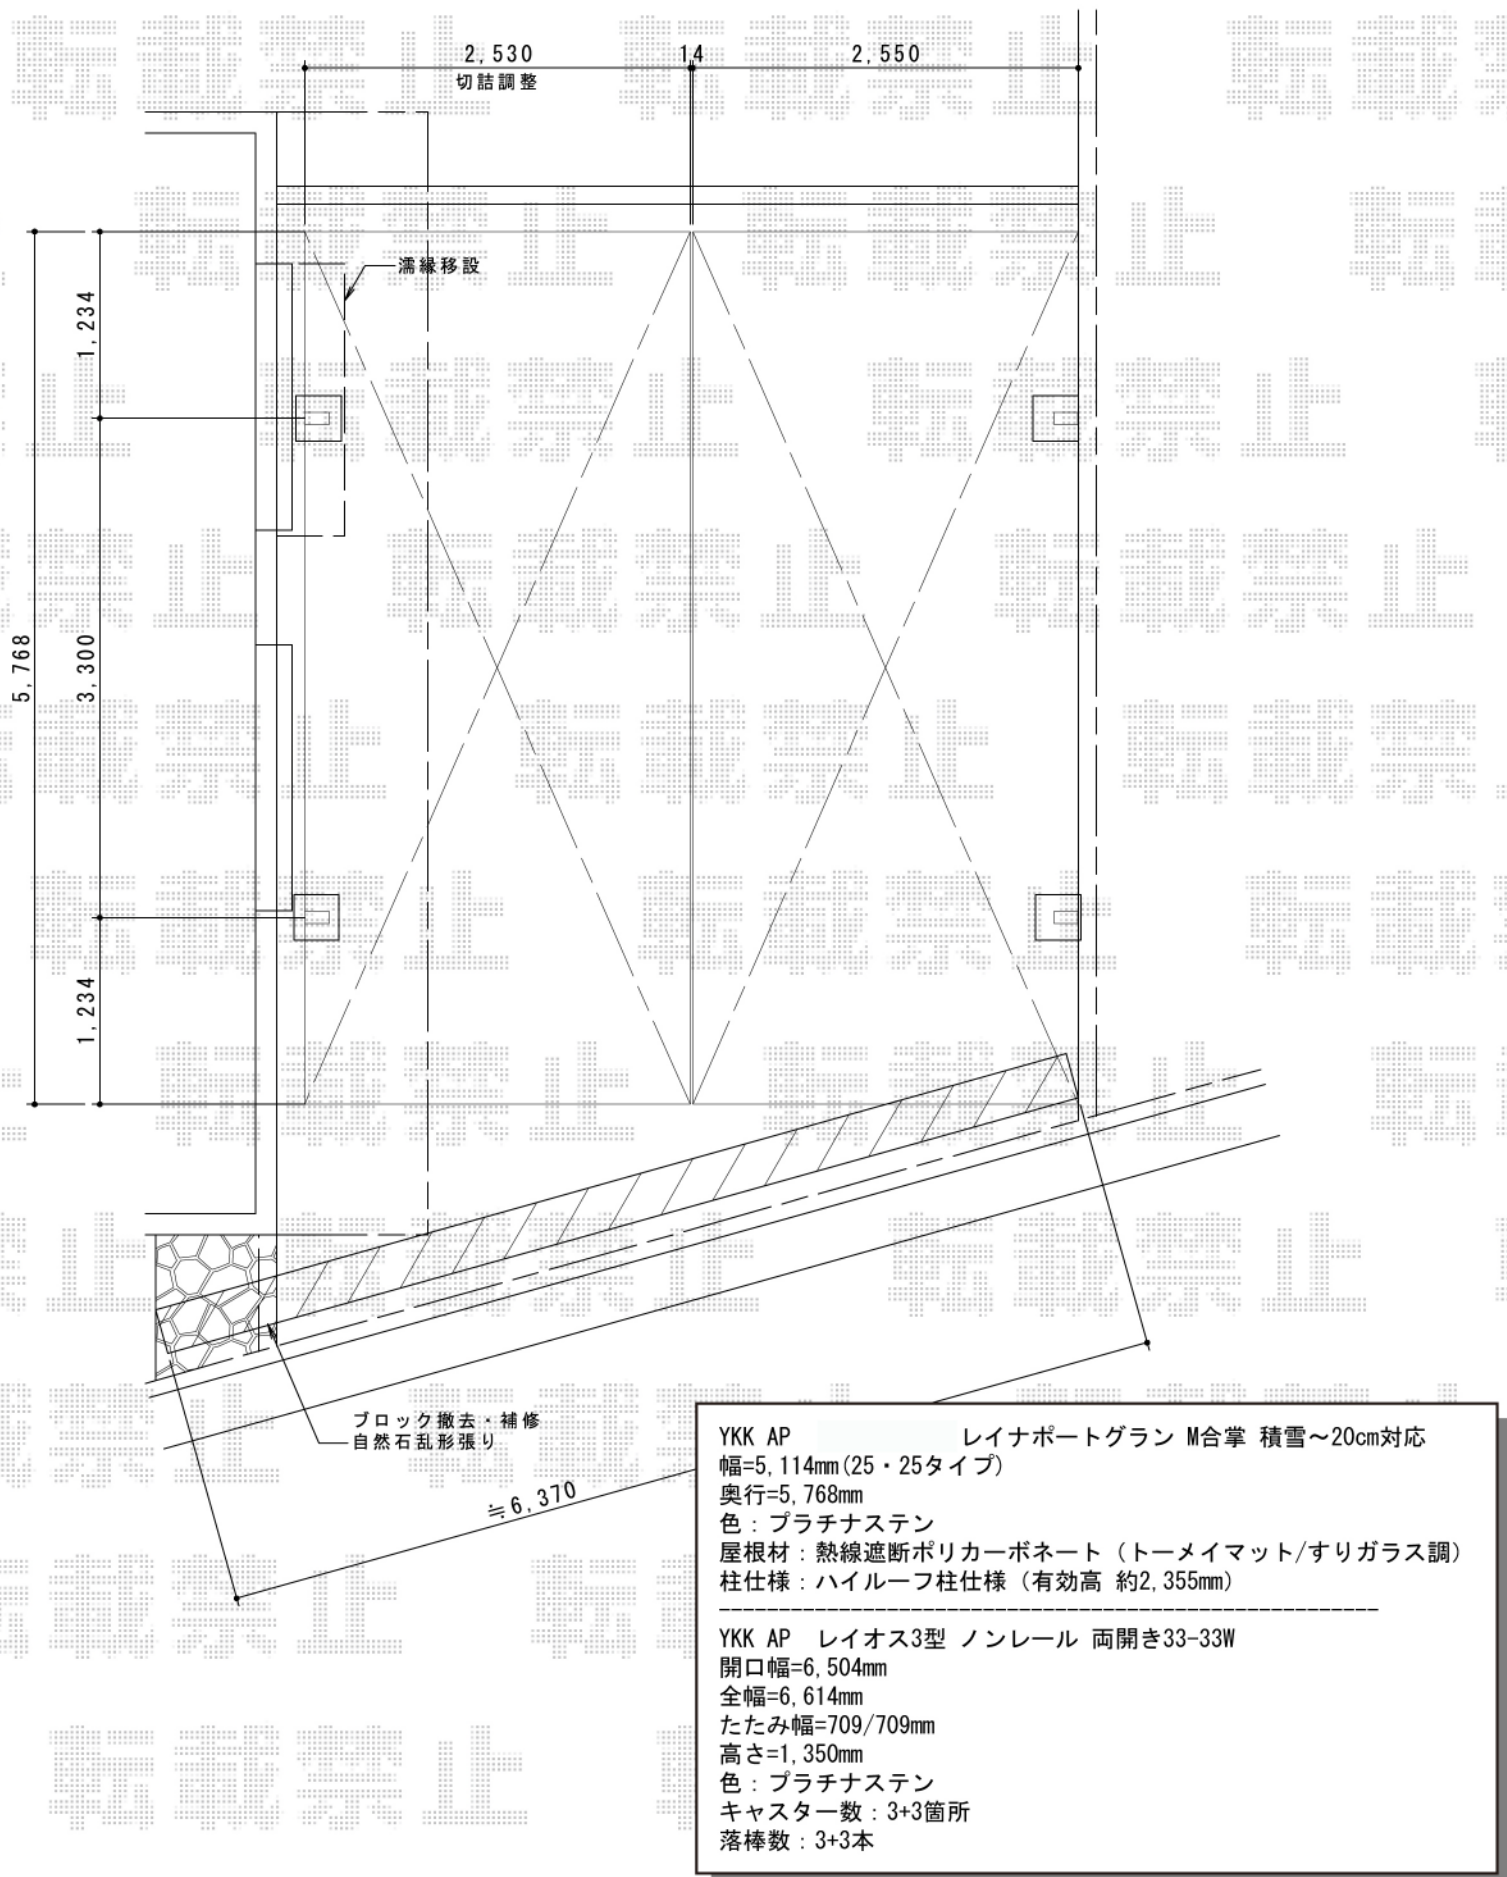 2,530
14
2,550
切詰調整
濡縁移設
1,234
5,768
3,300
1,234
ブロック撤去・補修
自然石乱形張り
≒6,370
YKK AP レイナポートグラン M合掌 積雪～20cm対応
幅=5,114mm(25・25タイプ)
奥行=5,768mm
色：プラチナステン
屋根材：熱線遮断ポリカーボネート（トーメイマット/すりガラス調）
柱仕様：ハイルーフ柱仕様（有効高 約2,355mm）
YKK AP レイオス3型 ノンレール 両開き33-33W
開口幅=6,504mm
全幅=6,614mm
たたみ幅=709/709mm
高さ=1,350mm
色：プラチナステン
キャスター数：3+3箇所
落棒数：3+3本
転載禁止